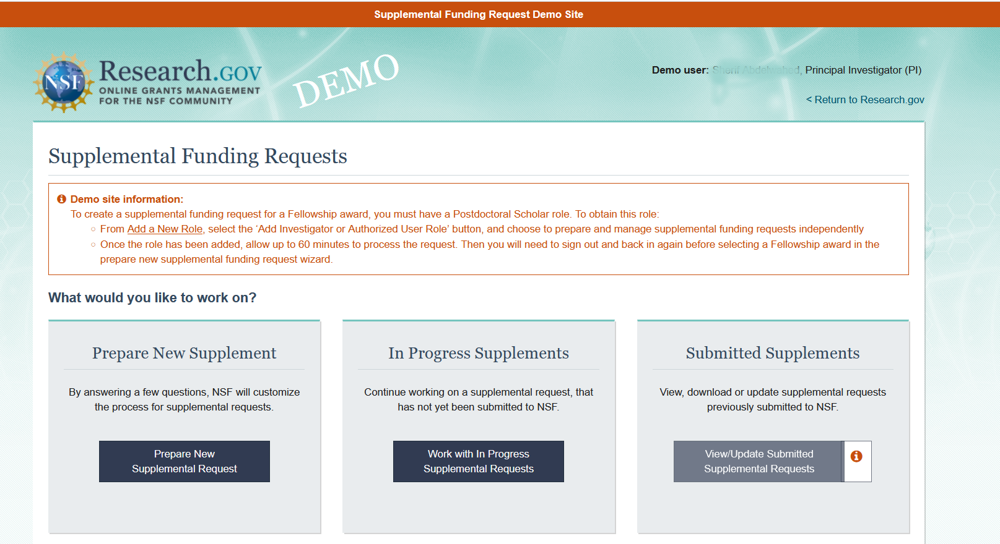 Supplemental Funding Request Demo Site
NSF
Research.GOV
ONLINE GRANTS MANAGEMENT
FOR THE NSF COMMUNITY
DEMO
Demo user: , Principal Investigator (PI)
< Return to Research.gov
Supplemental Funding Requests
Demo site information:
To create a supplemental funding request for a Fellowship award, you must have a Postdoctoral Scholar role. To obtain this role:
○ From Add a New Role, select the ‘Add Investigator or Authorized User Role’ button, and choose to prepare and manage supplemental funding requests independently
○ Once the role has been added, allow up to 60 minutes to process the request. Then you will need to sign out and back in again before selecting a Fellowship award in the
prepare new supplemental funding request wizard.
What would you like to work on?
Prepare New Supplement
By answering a few questions, NSF will customize
the process for supplemental requests.
Prepare New
Supplemental Request
In Progress Supplements
Continue working on a supplemental request, that
has not yet been submitted to NSF.
Work with In Progress
Supplemental Requests
Submitted Supplements
View, download or update supplemental requests
previously submitted to NSF.
View/Update Submitted
Supplemental Requests